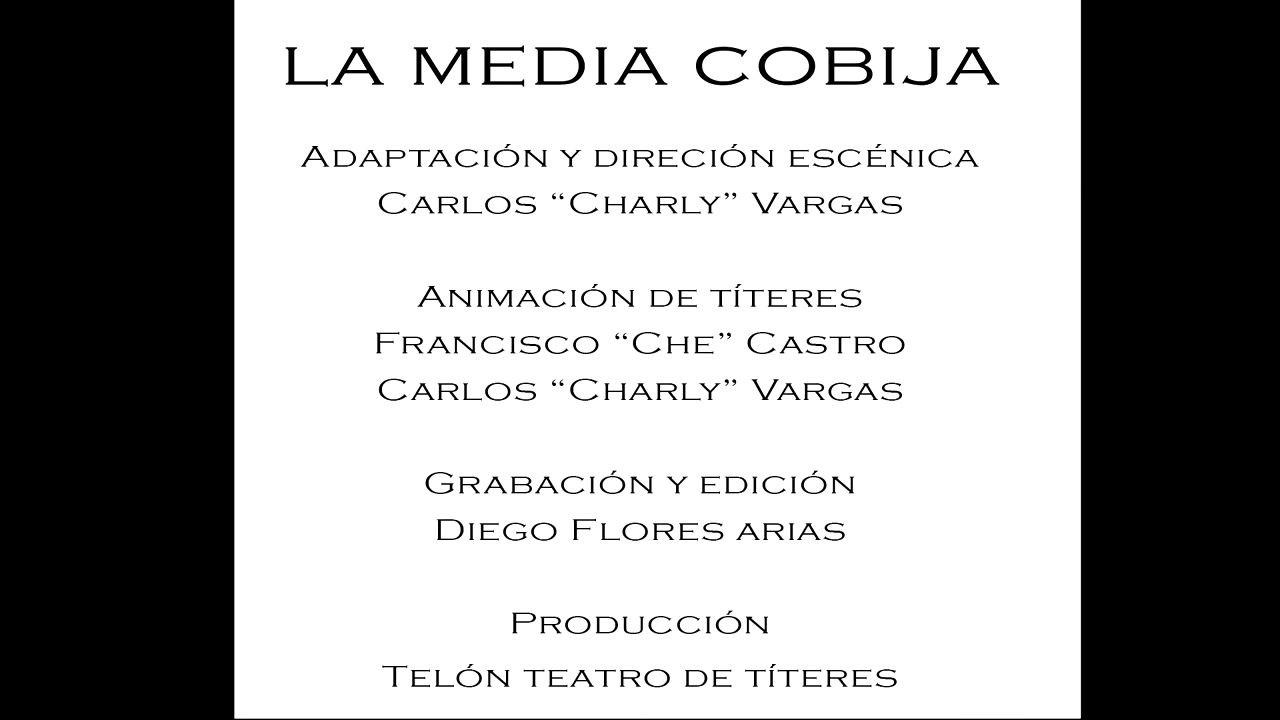 LA MEDIA COBIJA
ADAPTACIÓN Y DIRECIÓN ESCÉNICA
CARLOS “CHARLY” VARGAS
ANIMACIÓN DE TÍTERES
FRANCISCO “CHE” CASTRO
CARLOS “CHARLY” VARGAS
GRABACIÓN Y EDICIÓN
DIEGO FLORES ARIAS
PRODUCCIÓN
TELÓN TEATRO DE TÍTERES